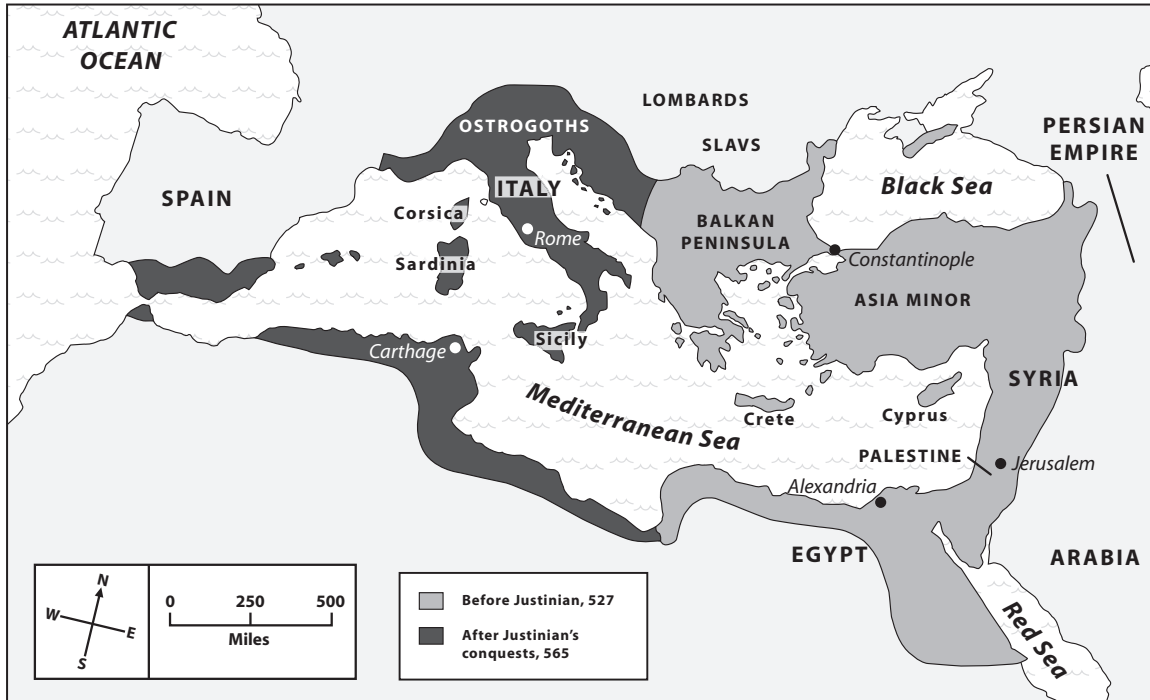 ATLANTIC
OCEAN
LOMBARDS
OSTROGOTHS
SLAVS
PERSIAN
EMPIRE
SPAIN
ITALY
Black Sea
Corsica
BALKAN
PENINSULA
Rome
Constantinople
Sardinia
ASIA MINOR
Sicily
Carthage
SYRIA
Mediterranean Sea
Crete
Cyprus
PALESTINE
Jerusalem
Alexandria
EGYPT
ARABIA
Red Sea
N
W
E
S
0 250 500
Miles
Before Justinian, 527
After Justinian's
conquests, 565